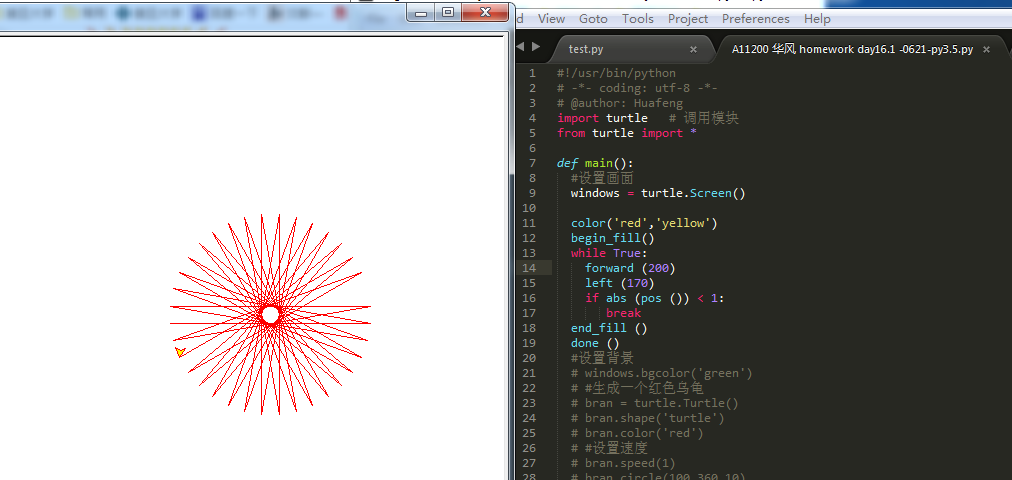 d View Goto Tools Project Preferences Help
test.py × A11200 华风 homework day16.1 -0621-py3.5.py ×
1 #!/usr/bin/python
2 # -*- coding: utf-8 -*-
3 # @author: Huafeng
4 import turtle # 调用模块
5 from turtle import *
6
7 def main():
8 #设置画面
9 windows = turtle.Screen()
10
11 color('red','yellow')
12 begin_fill()
13 while True:
14 forward (200)
15 left (170)
16 if abs (pos ()) < 1:
17 break
18 end_fill ()
19 done ()
20 #设置背景
21 # windows.bgcolor('green')
22 # #生成一个红色乌龟
23 # bran = turtle.Turtle()
24 # bran.shape('turtle')
25 # bran.color('red')
26 # #设置速度
27 # bran.speed(1)
28 # bran.circle(100,360,10)